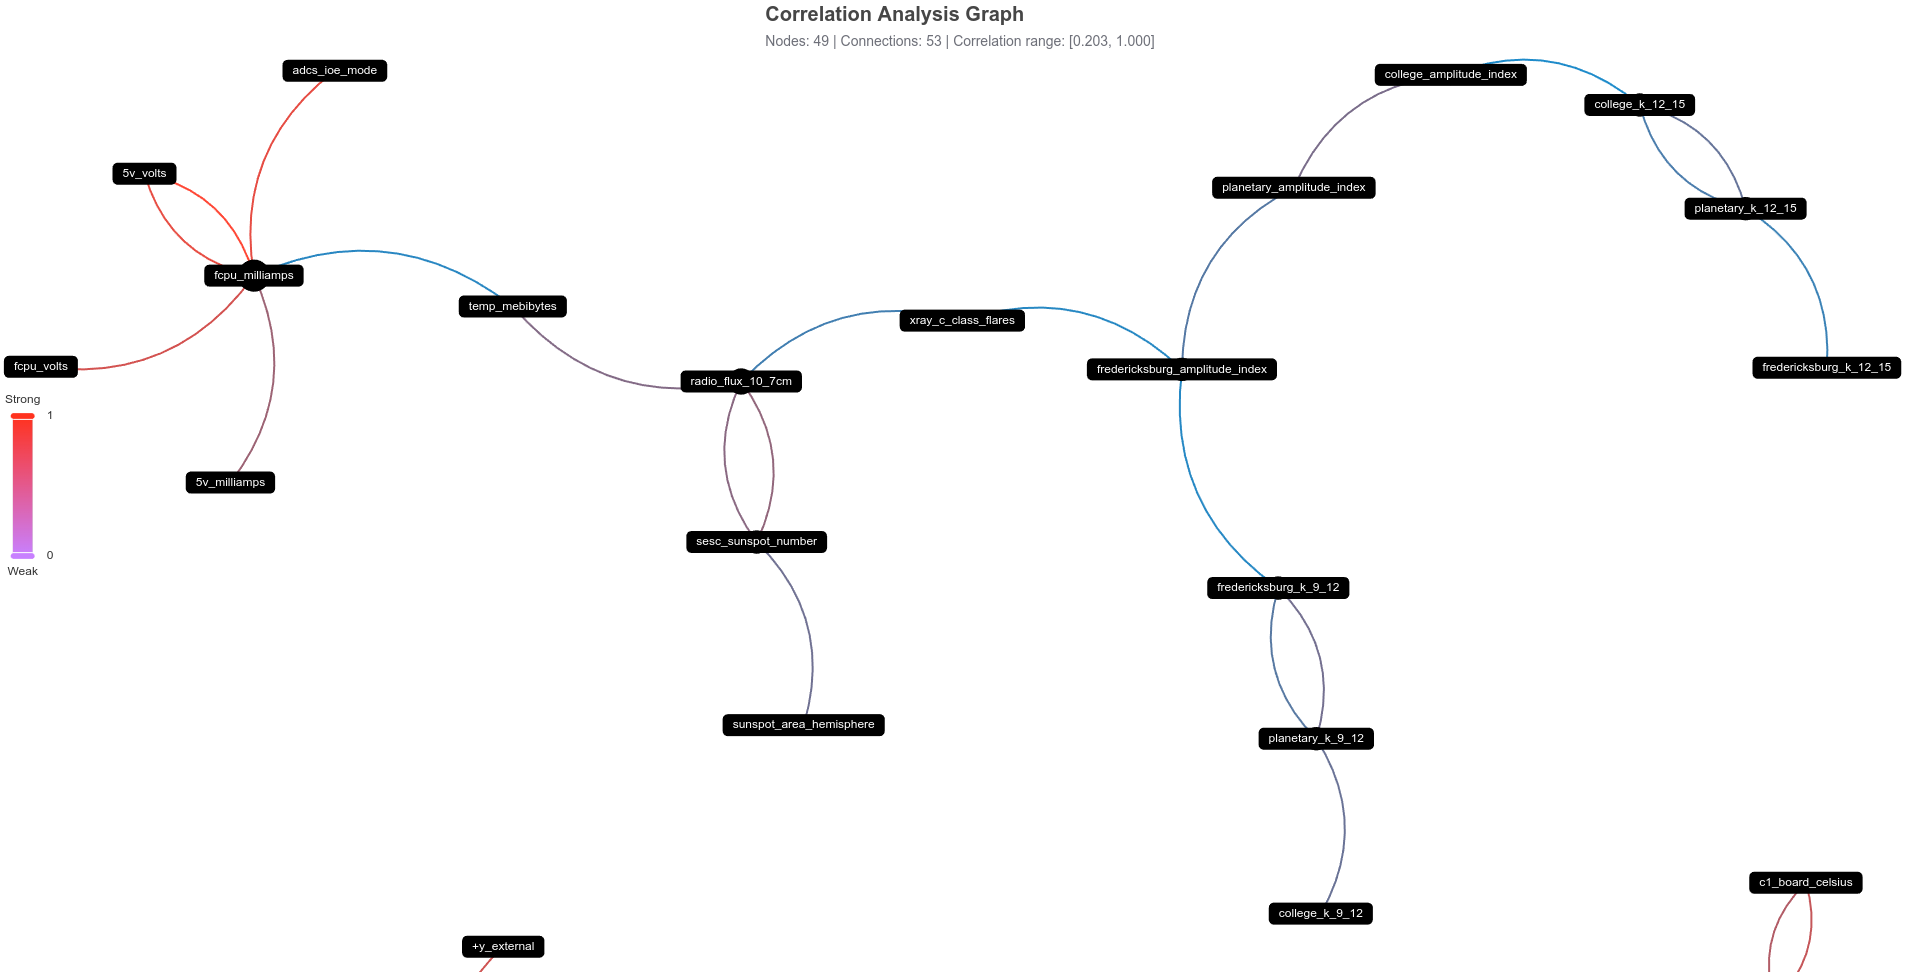 Correlation Analysis Graph
Nodes: 49 | Connections: 53 | Correlation range: [0.203, 1.000]
adcs_ioe_mode
college_amplitude_index
college_k_12_15
5v_volts
planetary_amplitude_index
planetary_k_12_15
fcpu_milliamps
temp_mebibytes
xray_c_class_flares
fcpu_volts
fredericksburg_amplitude_index
fredericksburg_k_12_15
radio_flux_10_7cm
Strong
1
5v_milliamps
sesc_sunspot_number
0
Weak
fredericksburg_k_9_12
sunspot_area_hemisphere
planetary_k_9_12
c1_board_celsius
college_k_9_12
+y_external